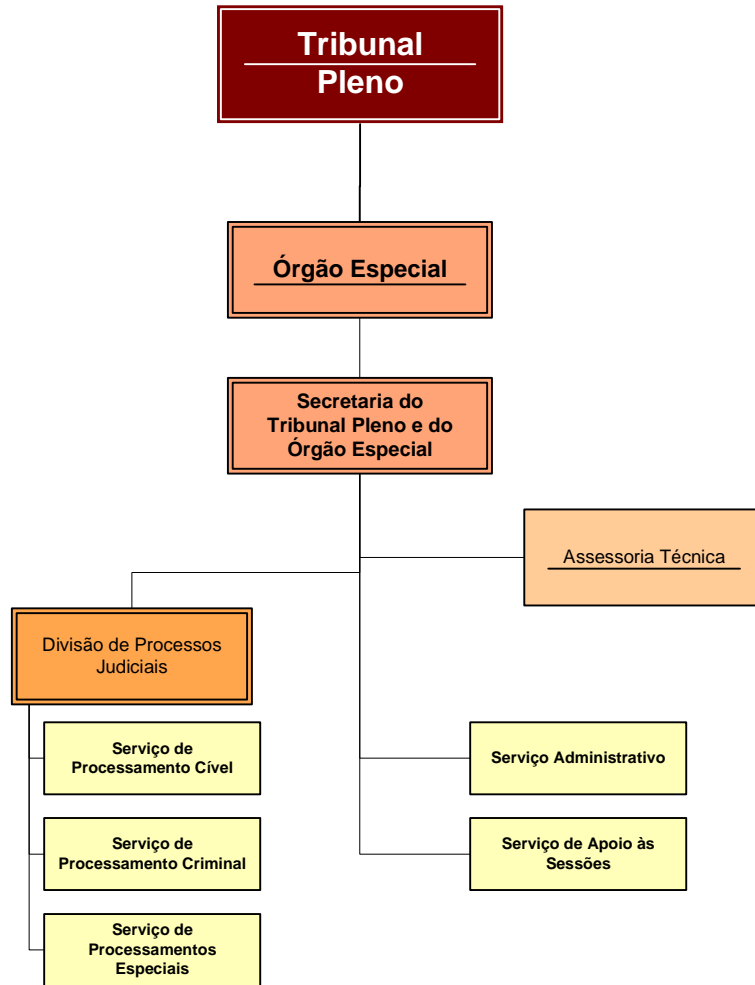 Tribunal
Pleno
Órgão Especial
Secretaria do
Tribunal Pleno e do
Órgão Especial
Assessoria Técnica
Divisão de Processos
Judiciais
Serviço de
Processamento Cível
Serviço Administrativo
Serviço de
Processamento Criminal
Serviço de Apoio às
Sessões
Serviço de
Processamentos
Especiais